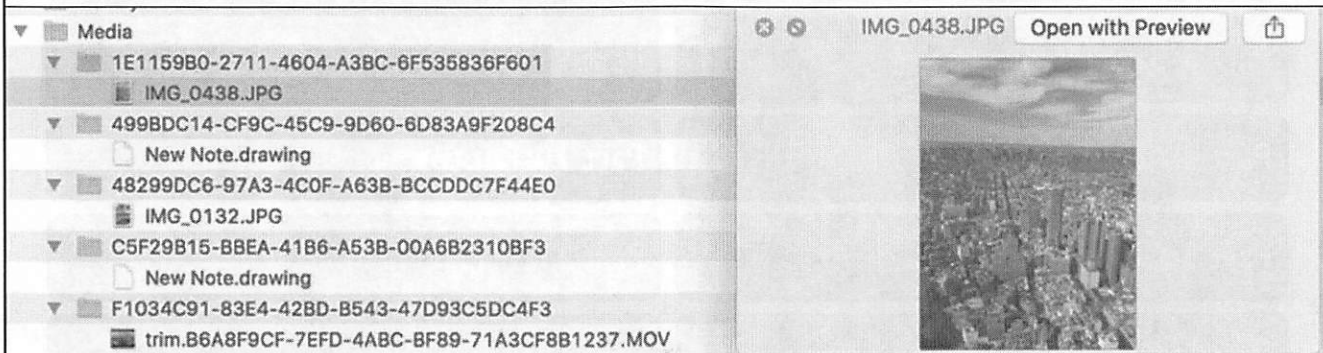 Media
1E1159B0-2711-4604-A3BC-6F535836F601
IMG_0438.JPG
499BDC14-CF9C-45C9-9D60-6D83A9F208C4
New Note.drawing
48299DC6-97A3-4C0F-A63B-BCCDDC7F44E0
IMG_0132.JPG
C5F29B15-BBEA-41B6-A53B-00A6B2310BF3
New Note.drawing
F1034C91-83E4-42BD-B543-47D93C5DC4F3
trim.B6A8F9CF-7EFD-4ABC-BF89-71A3CF8B1237.MOV
IMG_0438.JPG
Open with Preview